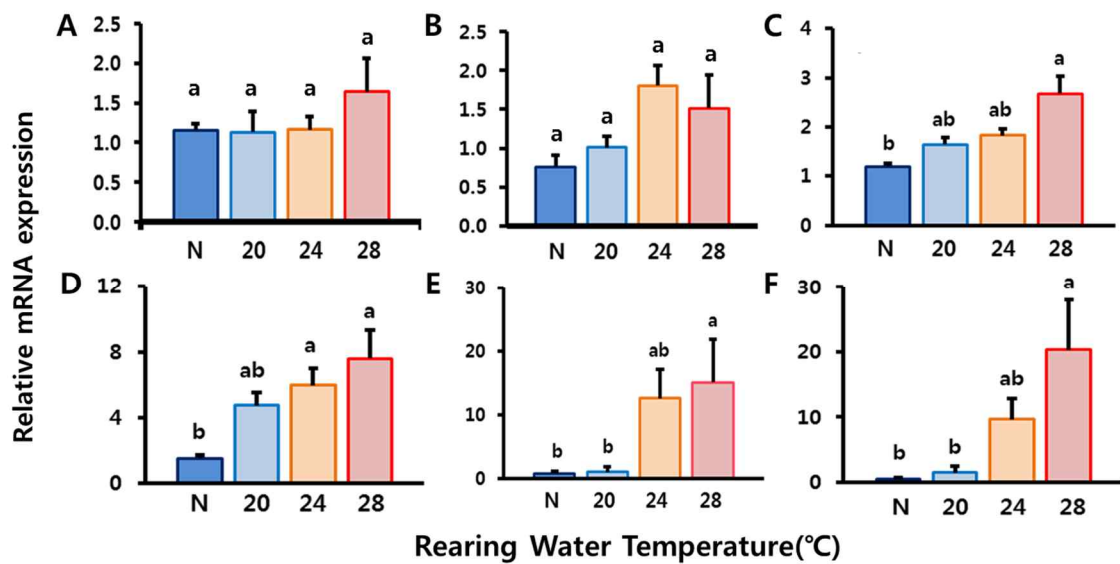 A
2.5
2.0
1.5
1.0
0.5
0.0
a a a a
N 20 24 28
B
2.5
2.0
1.5
1.0
0.5
0.0
a a a a
N 20 24 28
C
4
3
2
1
0
b ab ab a
N 20 24 28
D
12
8
4
0
b ab a a
N 20 24 28
E
30
20
10
0
b b ab a
N 20 24 28
F
30
20
10
0
b b ab a
N 20 24 28
Relative mRNA expression
Rearing Water Temperature(℃)